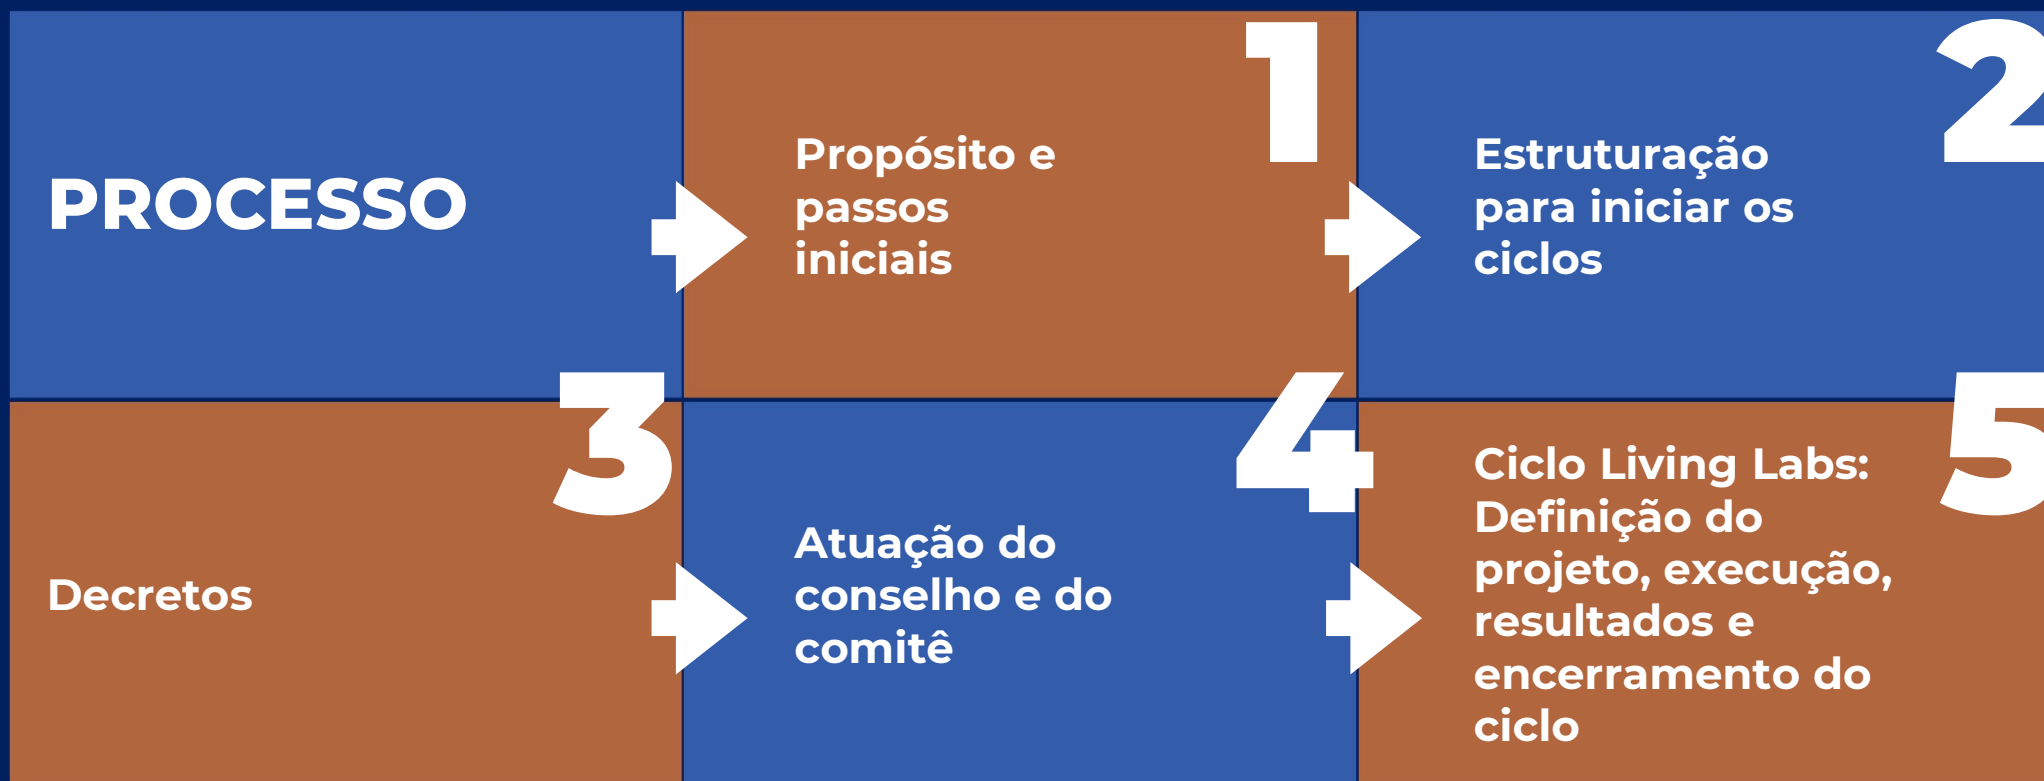 PROCESSO
1
Propósito e
passos
iniciais
2
Estruturação
para iniciar os
ciclos
3
Decretos
4
Atuação do
conselho e do
comitê
5
Ciclo Living Labs:
Definição do
projeto, execução,
resultados e
encerramento do
ciclo